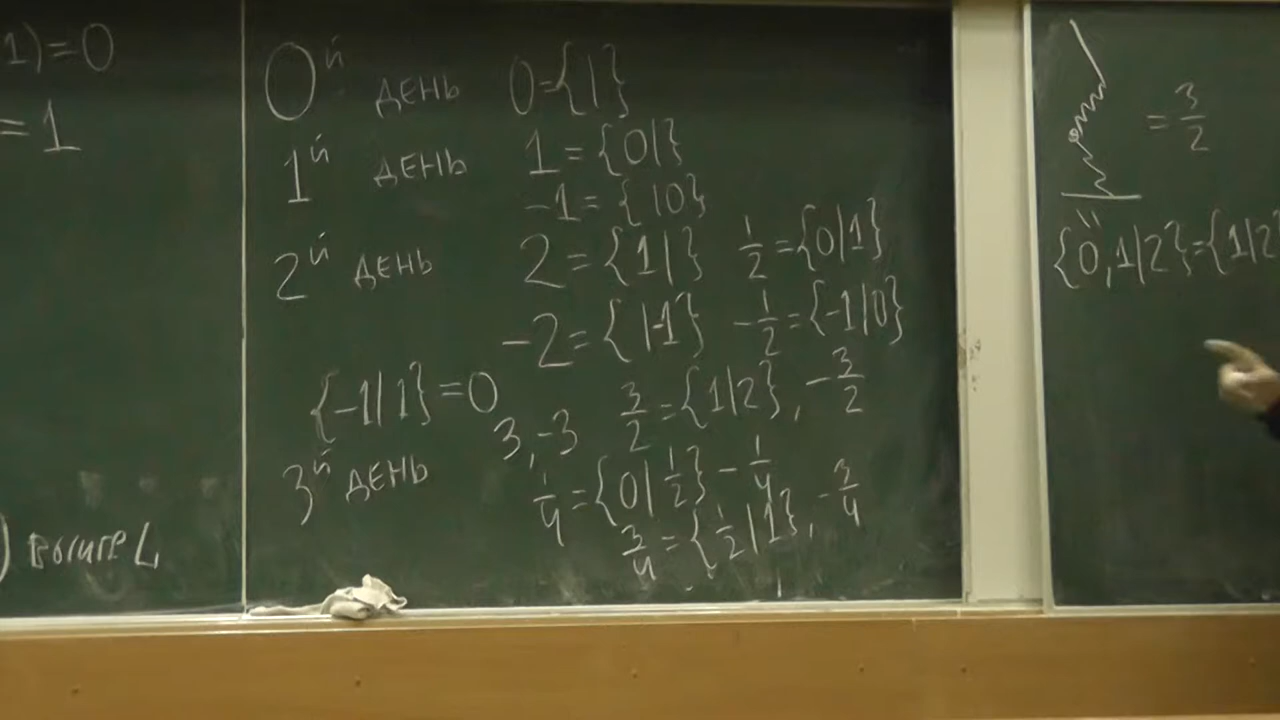 1)=0
=1
0й день 0={|}
1й день 1={0|}
-1={|0}
2й день 2={1|} 1/2={0|1}
-2={|-1} -1/2={-1|0}
{-1|1}=0
3й день 3,-3 3/2={1|2}, -3/2
1/4={0|1/2} -1/4
3/4={1/2|1}, -3/4
) L
=3/2
{0,1|2}={1|2